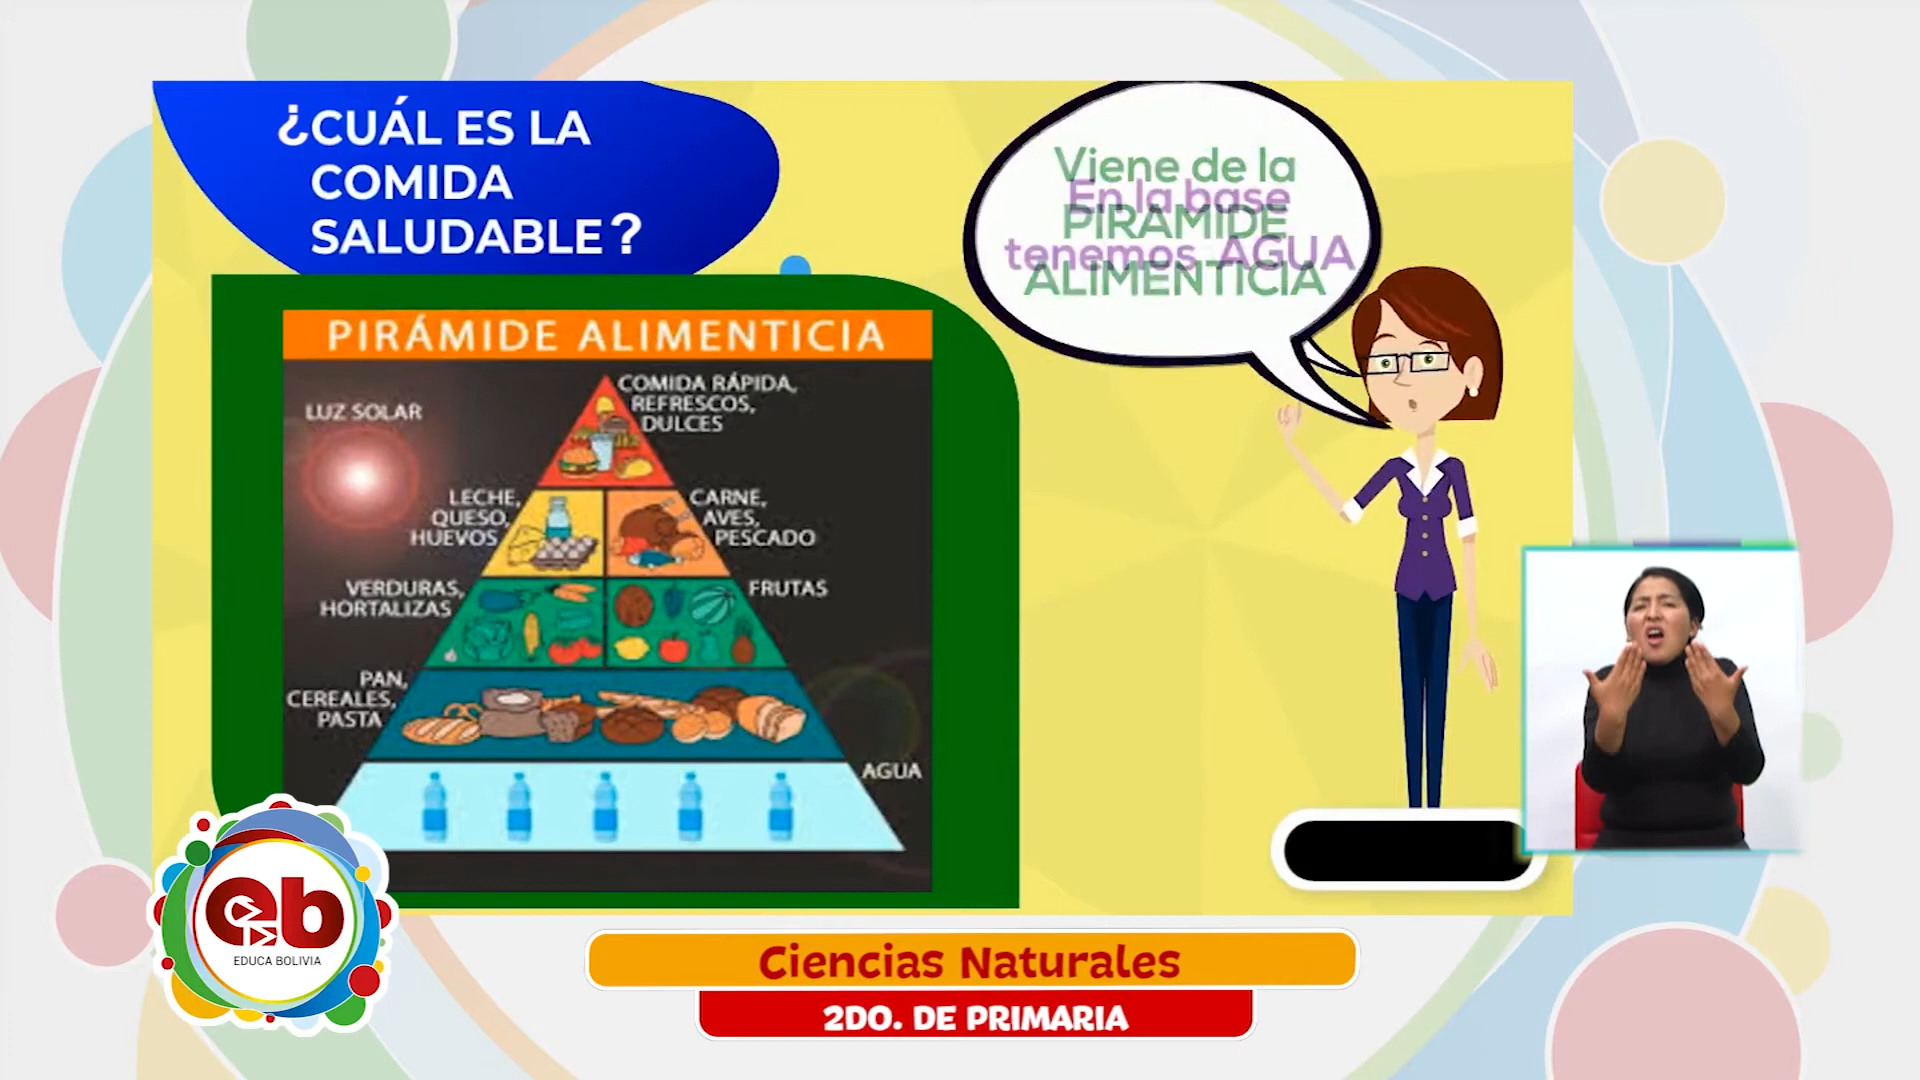 ¿CUÁL ES LA
COMIDA
SALUDABLE?
Viene de la
PIRAMIDE
ALIMENTICIA
En la base
tenemos AGUA
PIRÁMIDE ALIMENTICIA
LUZ SOLAR
COMIDA RÁPIDA,
REFRESCOS,
DULCES
LECHE,
QUESO,
HUEVOS
CARNE,
AVES,
PESCADO
VERDURAS,
HORTALIZAS
FRUTAS
PAN,
CEREALES,
PASTA
AGUA
eb
EDUCA BOLIVIA
Ciencias Naturales
2DO. DE PRIMARIA